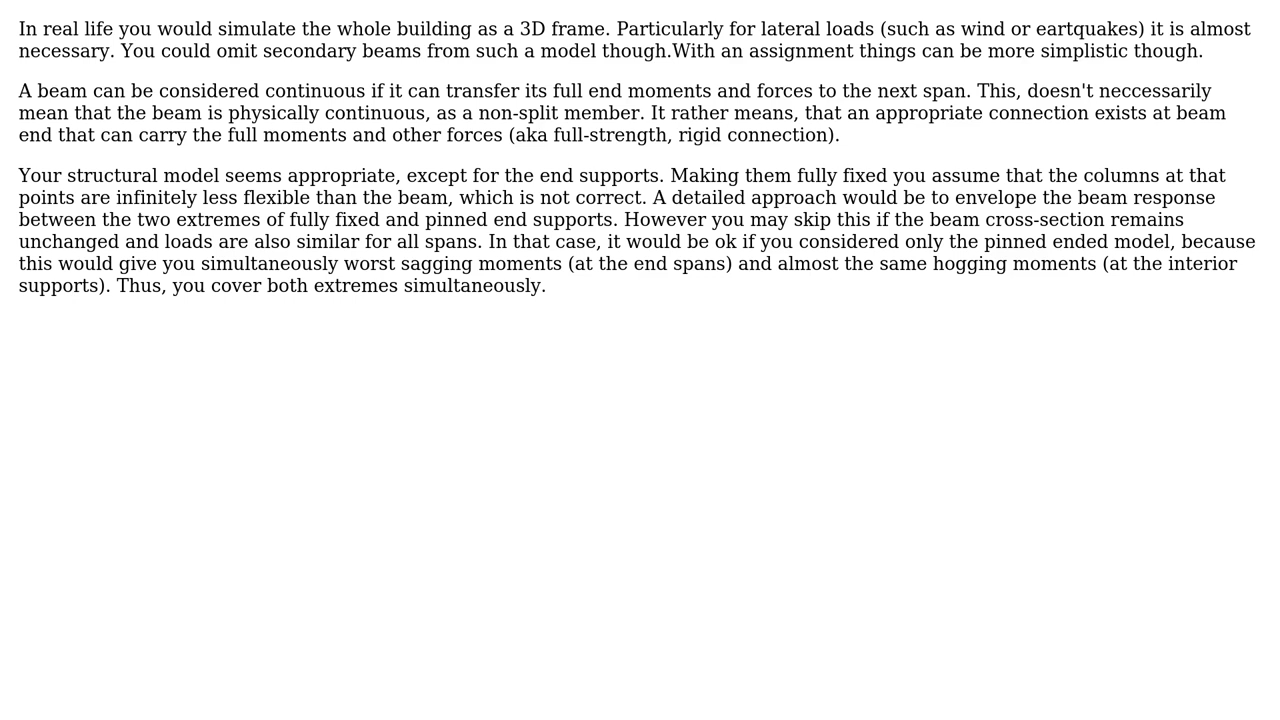 In real life you would simulate the whole building as a 3D frame. Particularly for lateral loads (such as wind or eartquakes) it is almost
necessary. You could omit secondary beams from such a model though.With an assignment things can be more simplistic though.
A beam can be considered continuous if it can transfer its full end moments and forces to the next span. This, doesn't neccessarily
mean that the beam is physically continuous, as a non-split member. It rather means, that an appropriate connection exists at beam
end that can carry the full moments and other forces (aka full-strength, rigid connection).
Your structural model seems appropriate, except for the end supports. Making them fully fixed you assume that the columns at that
points are infinitely less flexible than the beam, which is not correct. A detailed approach would be to envelope the beam response
between the two extremes of fully fixed and pinned end supports. However you may skip this if the beam cross-section remains
unchanged and loads are also similar for all spans. In that case, it would be ok if you considered only the pinned ended model, because
this would give you simultaneously worst sagging moments (at the end spans) and almost the same hogging moments (at the interior
supports). Thus, you cover both extremes simultaneously.